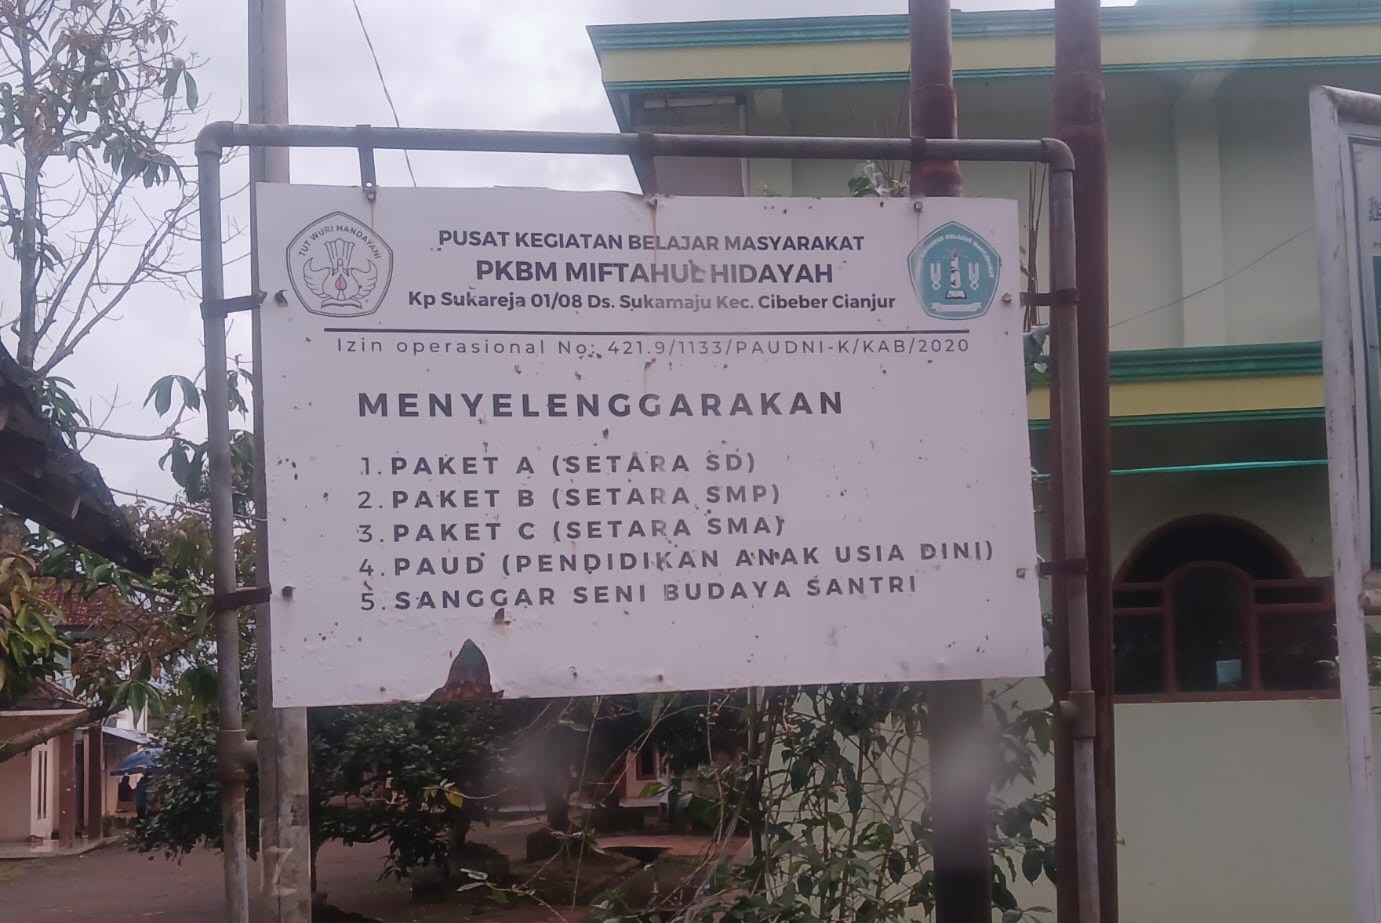 TUT WURI HANDAYANI
PUSAT KEGIATAN BELAJAR MASYARAKAT
PKBM MIFTAHUL HIDAYAH
Kp Sukareja 01/08 Ds. Sukamaju Kec. Cibeber Cianjur
Izin operasional No: 421.9/1133/PAUDNI-K/KAB/2020
MENYELENGGARAKAN
1. PAKET A (SETARA SD)
2. PAKET B (SETARA SMP)
3. PAKET C (SETARA SMA)
4. PAUD (PENDIDIKAN ANAK USIA DINI)
5. SANGGAR SENI BUDAYA SANTRI